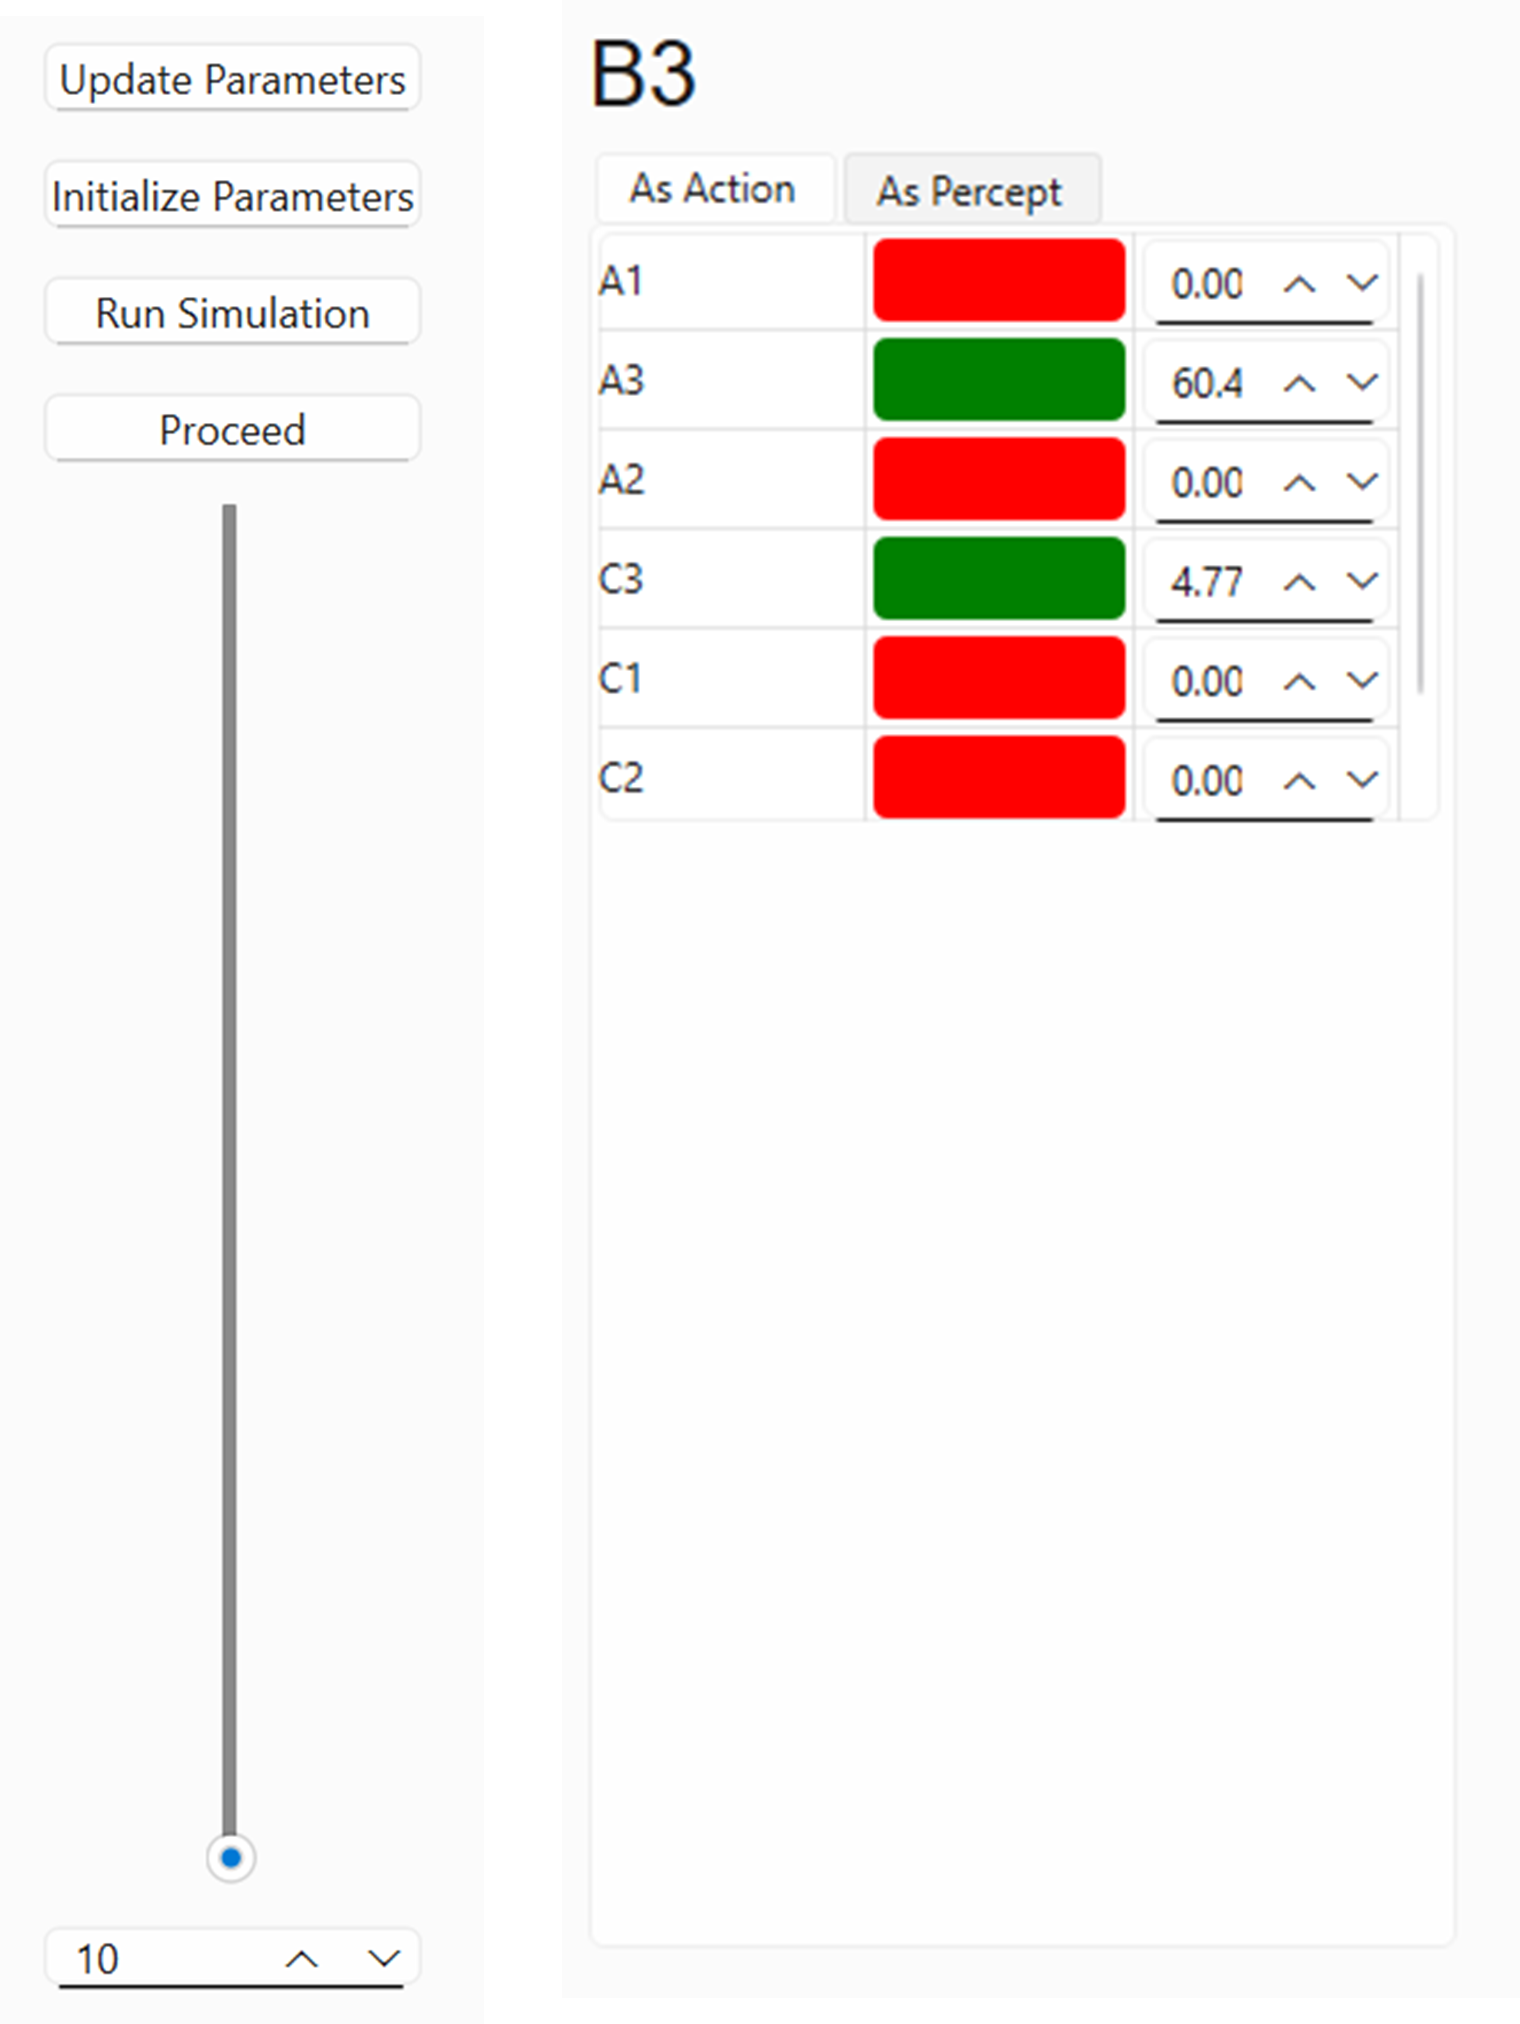 Update Parameters
Initialize Parameters
Run Simulation
Proceed
10
B3
As Action As Percept
A1 0.00
A3 60.4
A2 0.00
C3 4.77
C1 0.00
C2 0.00